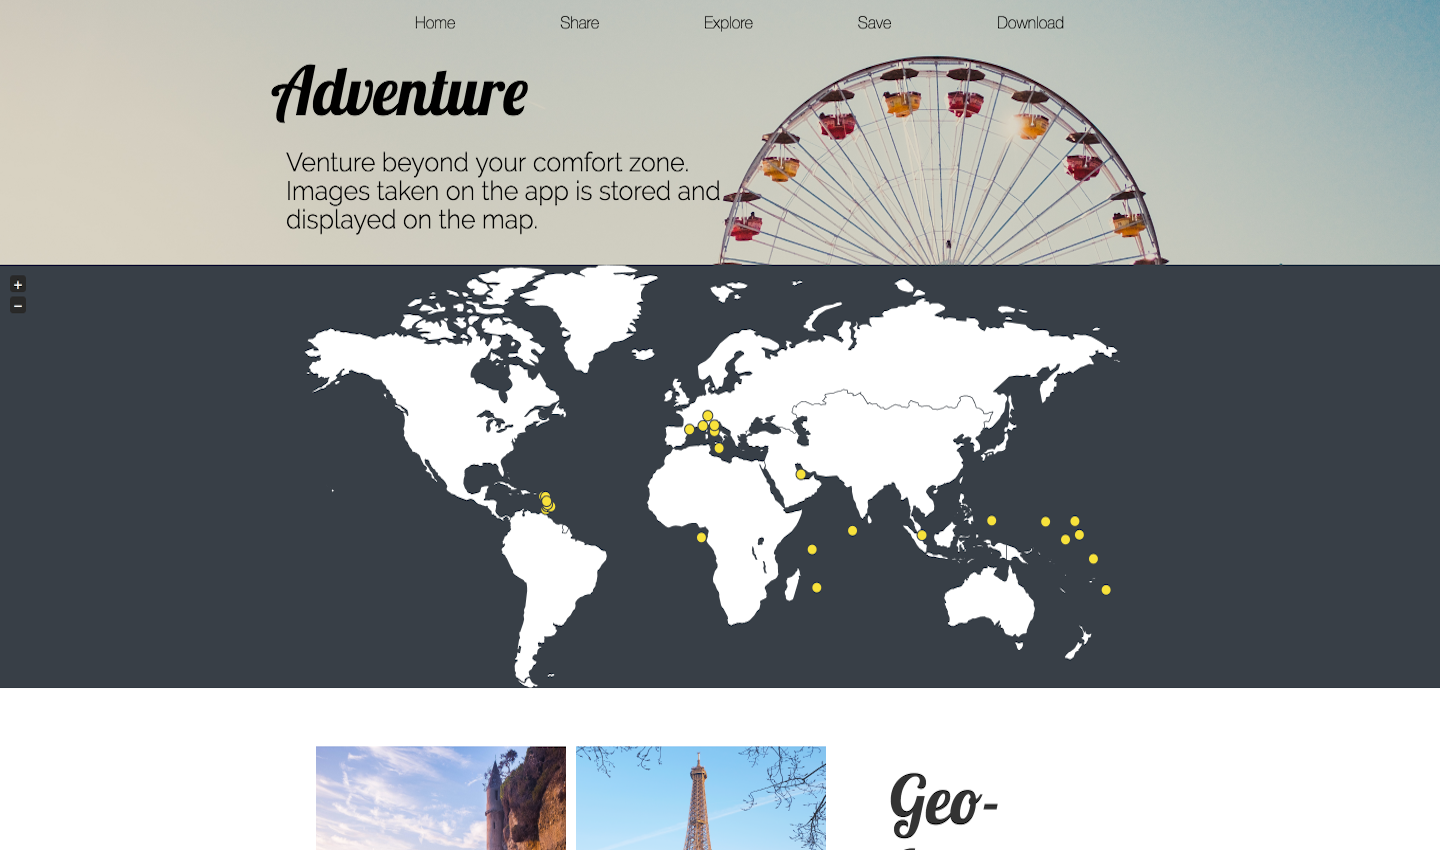 Home Share Explore Save Download
Adventure
Venture beyond your comfort zone.
Images taken on the app is stored and
displayed on the map.
+
−
Geo-